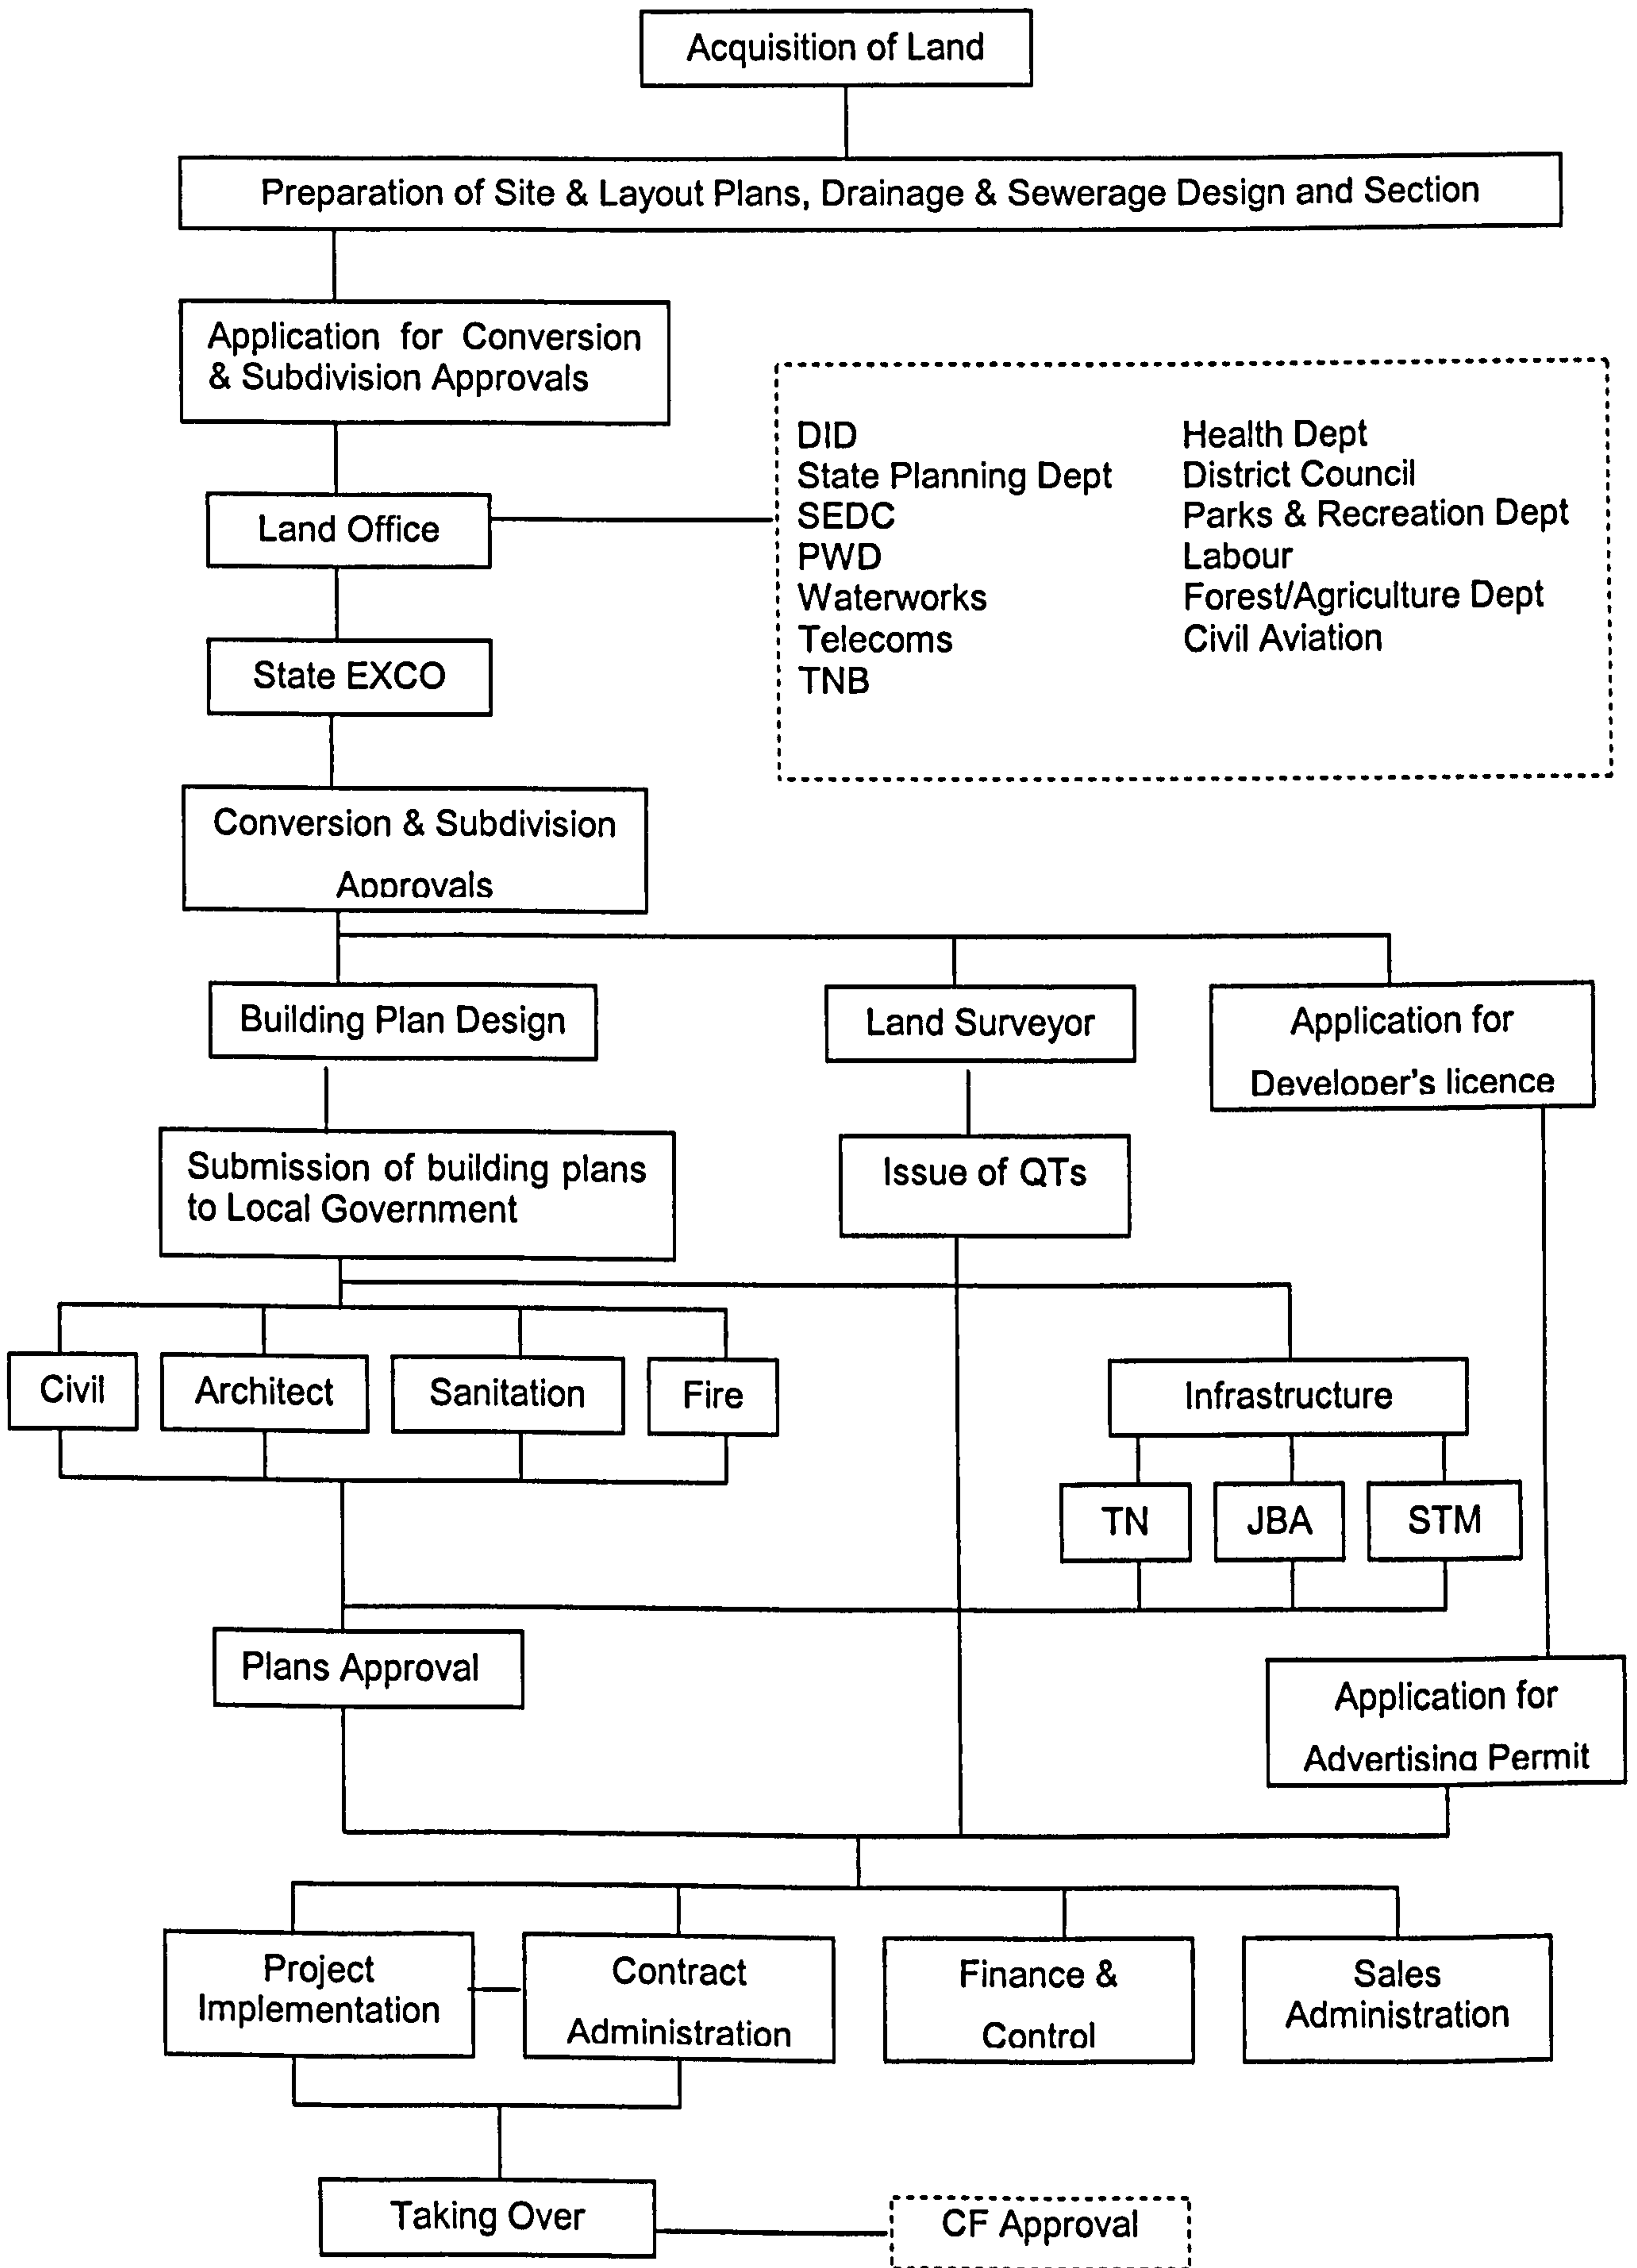 Acquisition of Land
Preparation of Site & Layout Plans, Drainage & Sewerage Design and Section
Application for Conversion
& Subdivision Approvals
Land Office
State EXCO
DID
State Planning Dept
SEDC
PWD
Waterworks
Telecoms
TNB
Health Dept
District Council
Parks & Recreation Dept
Labour
Forest/Agriculture Dept
Civil Aviation
Conversion & Subdivision
Approvals
Building Plan Design
Land Surveyor
Application for
Developer's licence
Submission of building plans
to Local Government
Issue of QTs
Civil
Architect
Sanitation
Fire
Infrastructure
TN
JBA
STM
Plans Approval
Application for
Advertising Permit
Project
Implementation
Contract
Administration
Finance &
Control
Sales
Administration
Taking Over
CF Approval